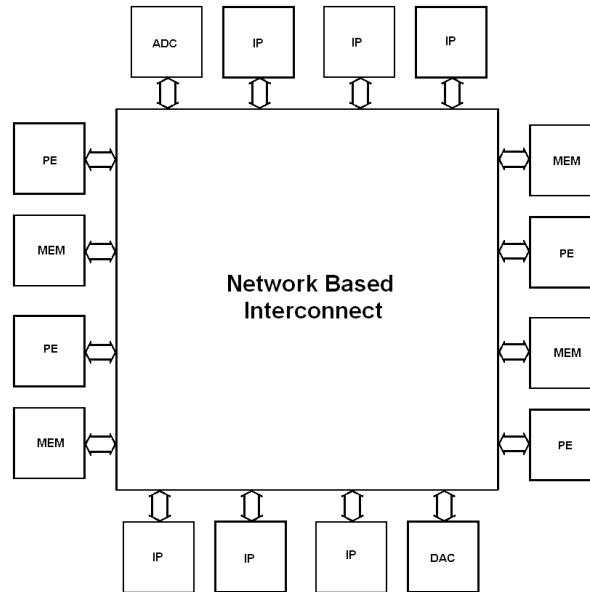 ADC
IP
IP
IP
PE
MEM
MEM
PE
Network Based
Interconnect
PE
MEM
MEM
PE
IP
IP
IP
DAC